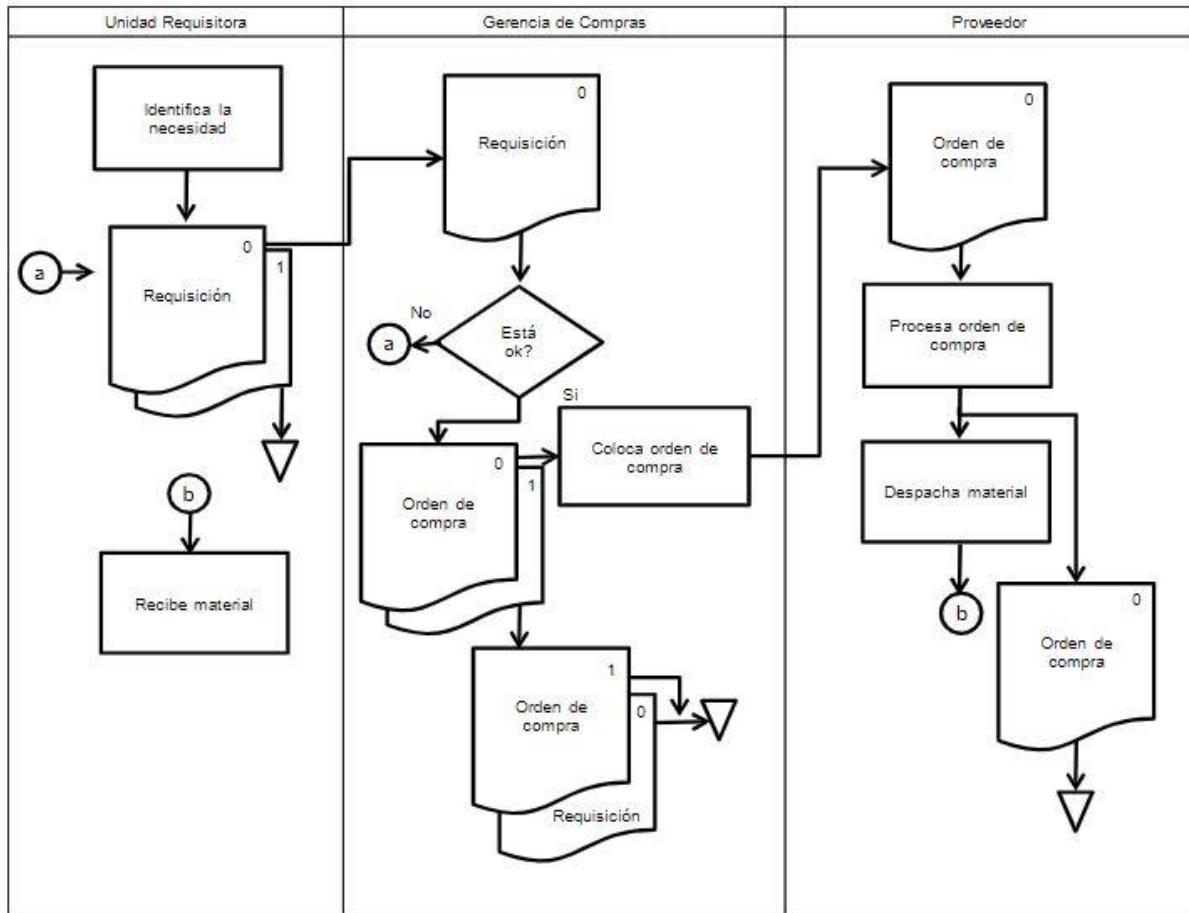 Unidad Requisitora
Gerencia de Compras
Proveedor
Identifica la
necesidad
0
1
Requisición
a
b
Recibe material
0
Requisición
Está
ok?
No
a
Si
0
1
Orden de
compra
Coloca orden de
compra
1
0
Orden de
compra
Requisición
0
Orden de
compra
Procesa orden de
compra
Despacha material
b
0
Orden de
compra